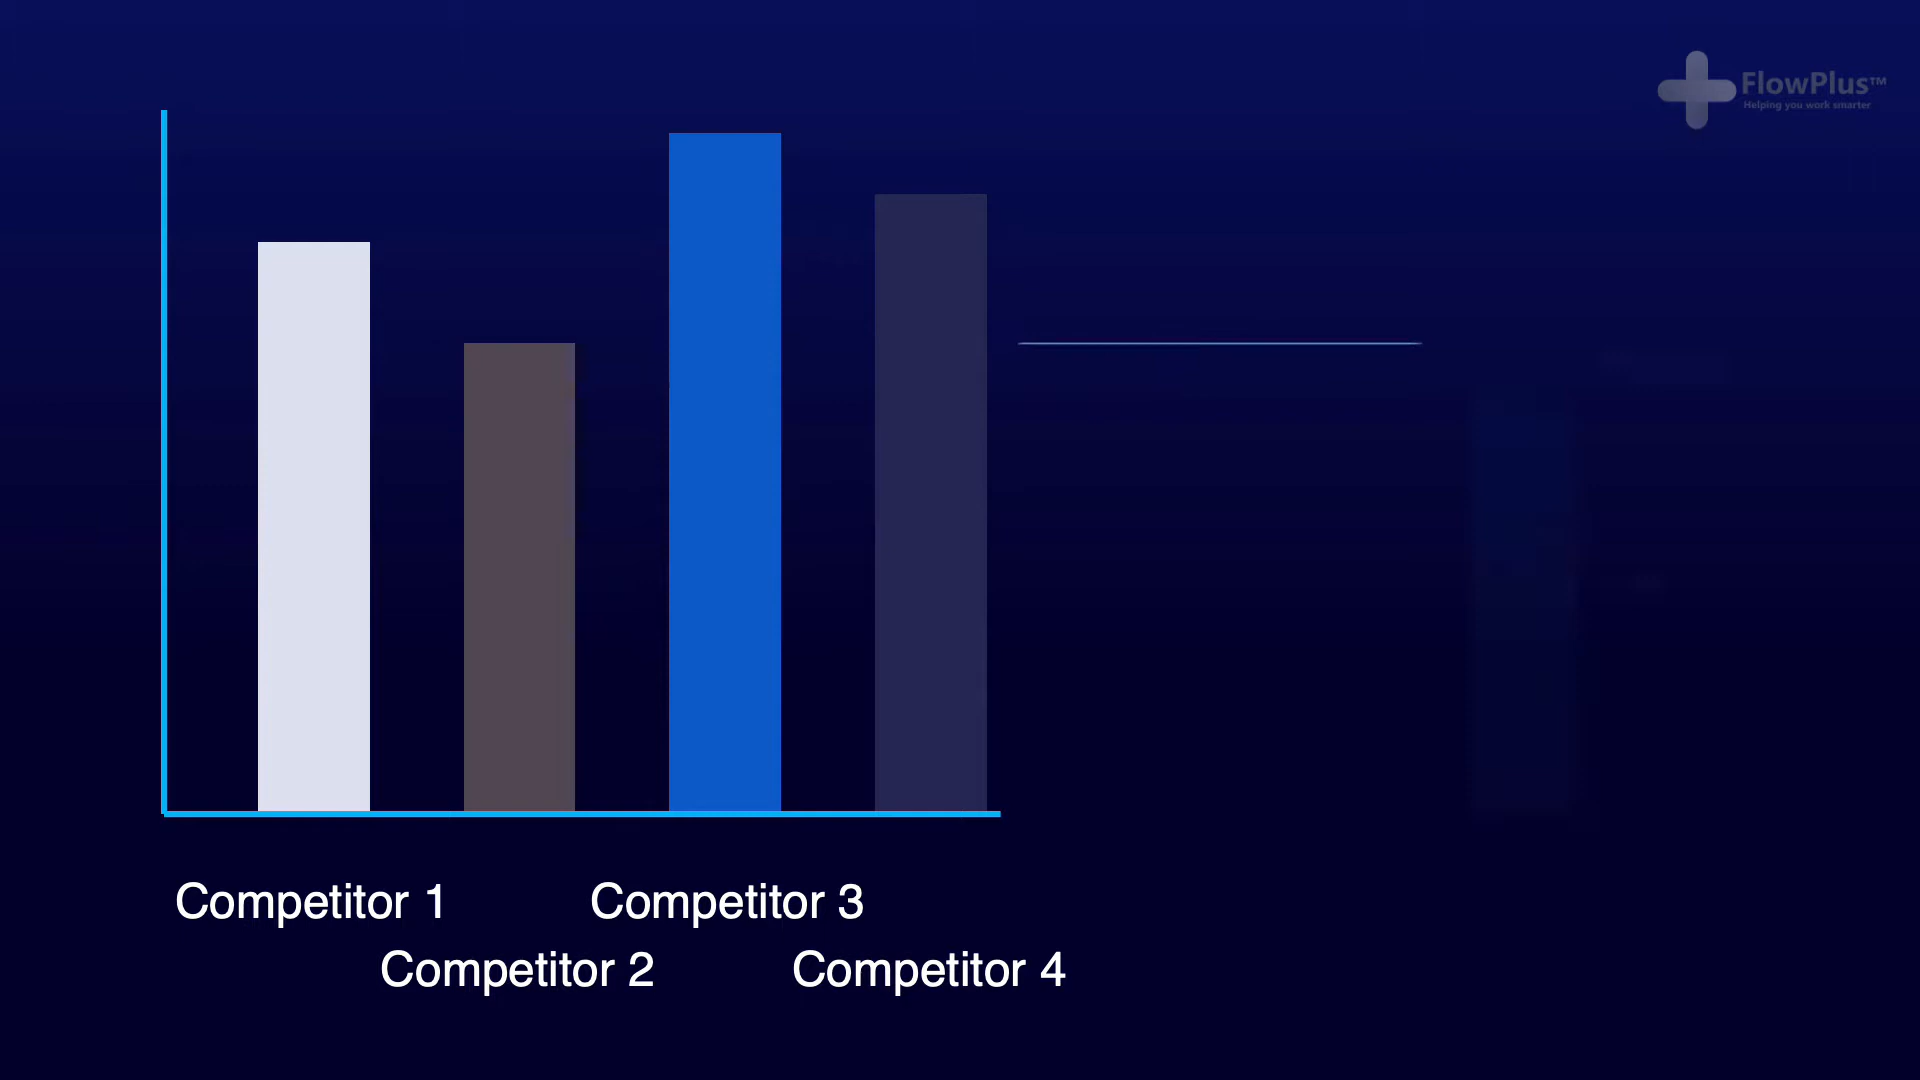 FlowPlus™
Helping you work smarter
Competitor 1
Competitor 3
Competitor 2
Competitor 4